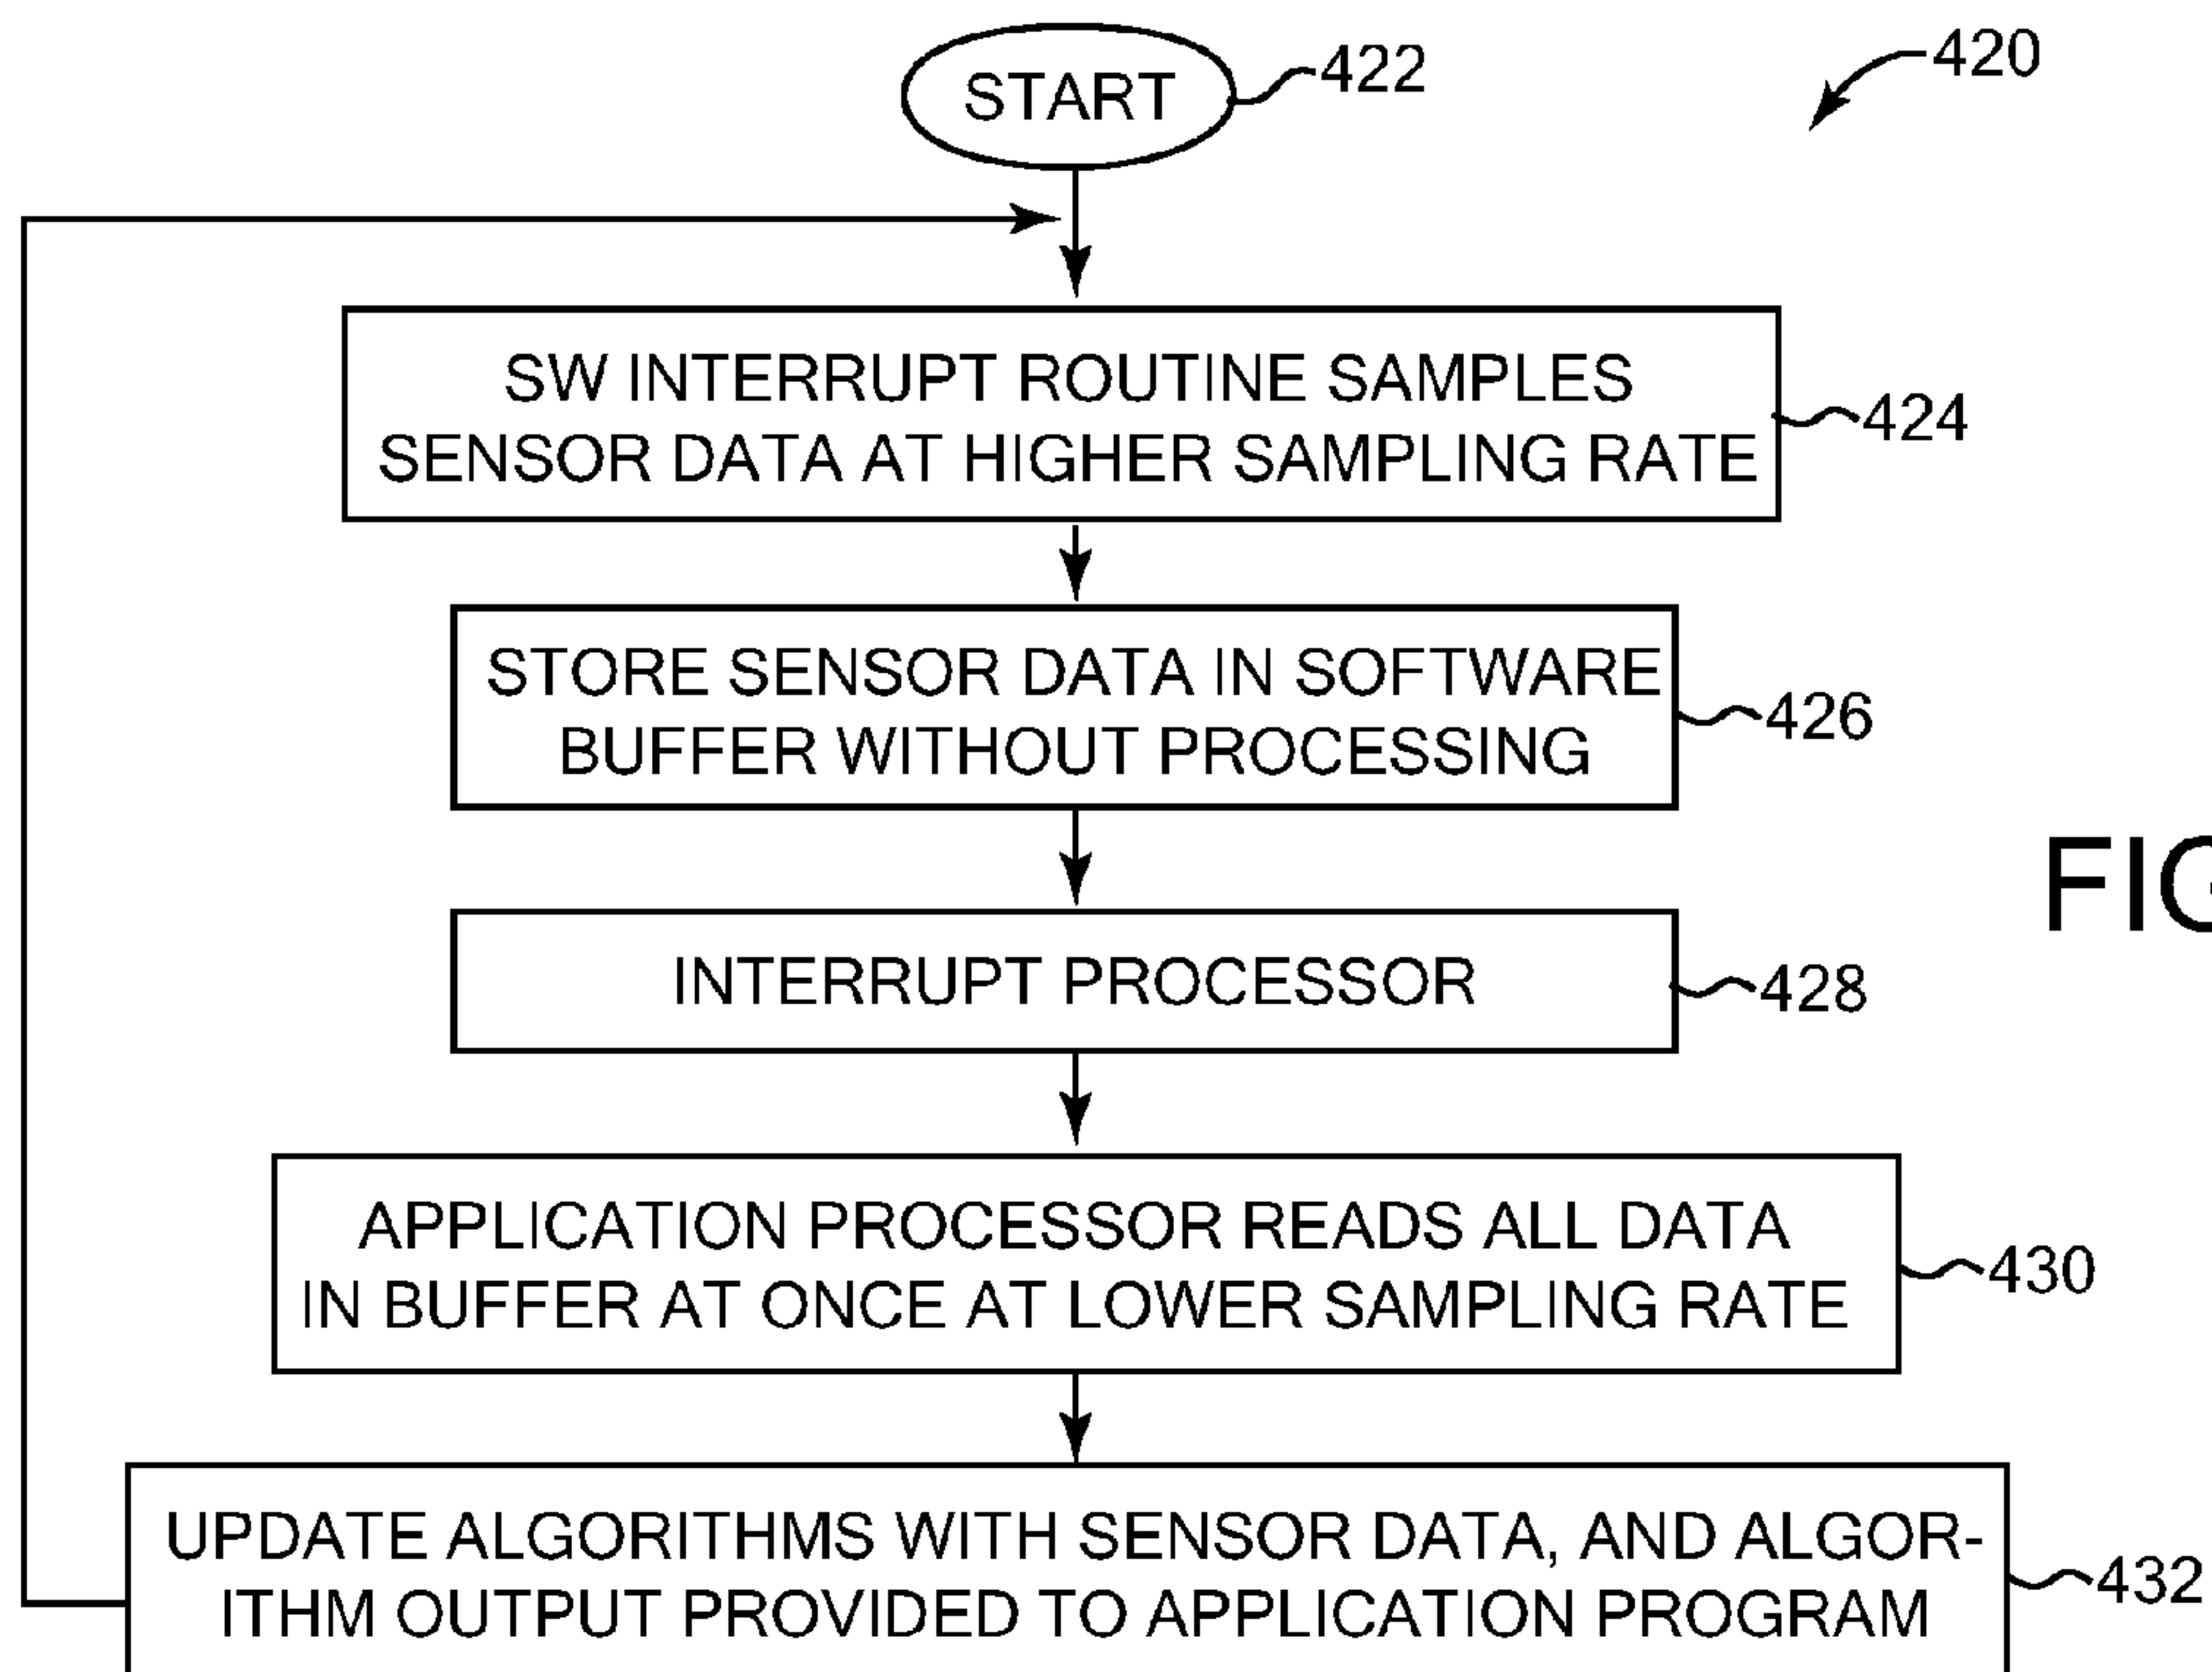 START
422
420
SW INTERRUPT ROUTINE SAMPLES
SENSOR DATA AT HIGHER SAMPLING RATE
424
STORE SENSOR DATA IN SOFTWARE
BUFFER WITHOUT PROCESSING
426
INTERRUPT PROCESSOR
428
APPLICATION PROCESSOR READS ALL DATA
IN BUFFER AT ONCE AT LOWER SAMPLING RATE
430
UPDATE ALGORITHMS WITH SENSOR DATA, AND ALGOR-
ITHM OUTPUT PROVIDED TO APPLICATION PROGRAM
432